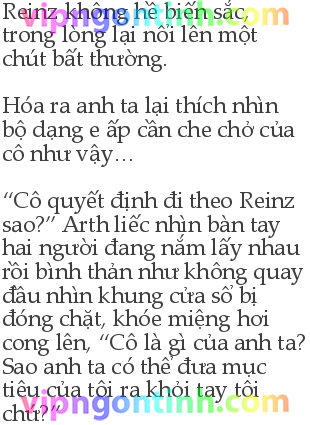 Reinz không hề biến sắc,
vipngontinh.com
trong lòng lại nổi lên một
chút bất thường.
Hóa ra anh ta lại thích nhìn
bộ dạng e ấp cần che chở của
cô như vậy…
“Cô quyết định đi theo Reinz
sao?” Arth liếc nhìn bàn tay
hai người đang nắm lấy nhau
rồi bình thản như không quay
đầu nhìn khung cửa sổ bị
đóng chặt, khóe miệng hơi
cong lên, “Cô là gì của anh ta?
Sao anh ta có thể đưa mục
tiêu của tôi ra khỏi tay tôi
vipngontinh.com
chứ?”